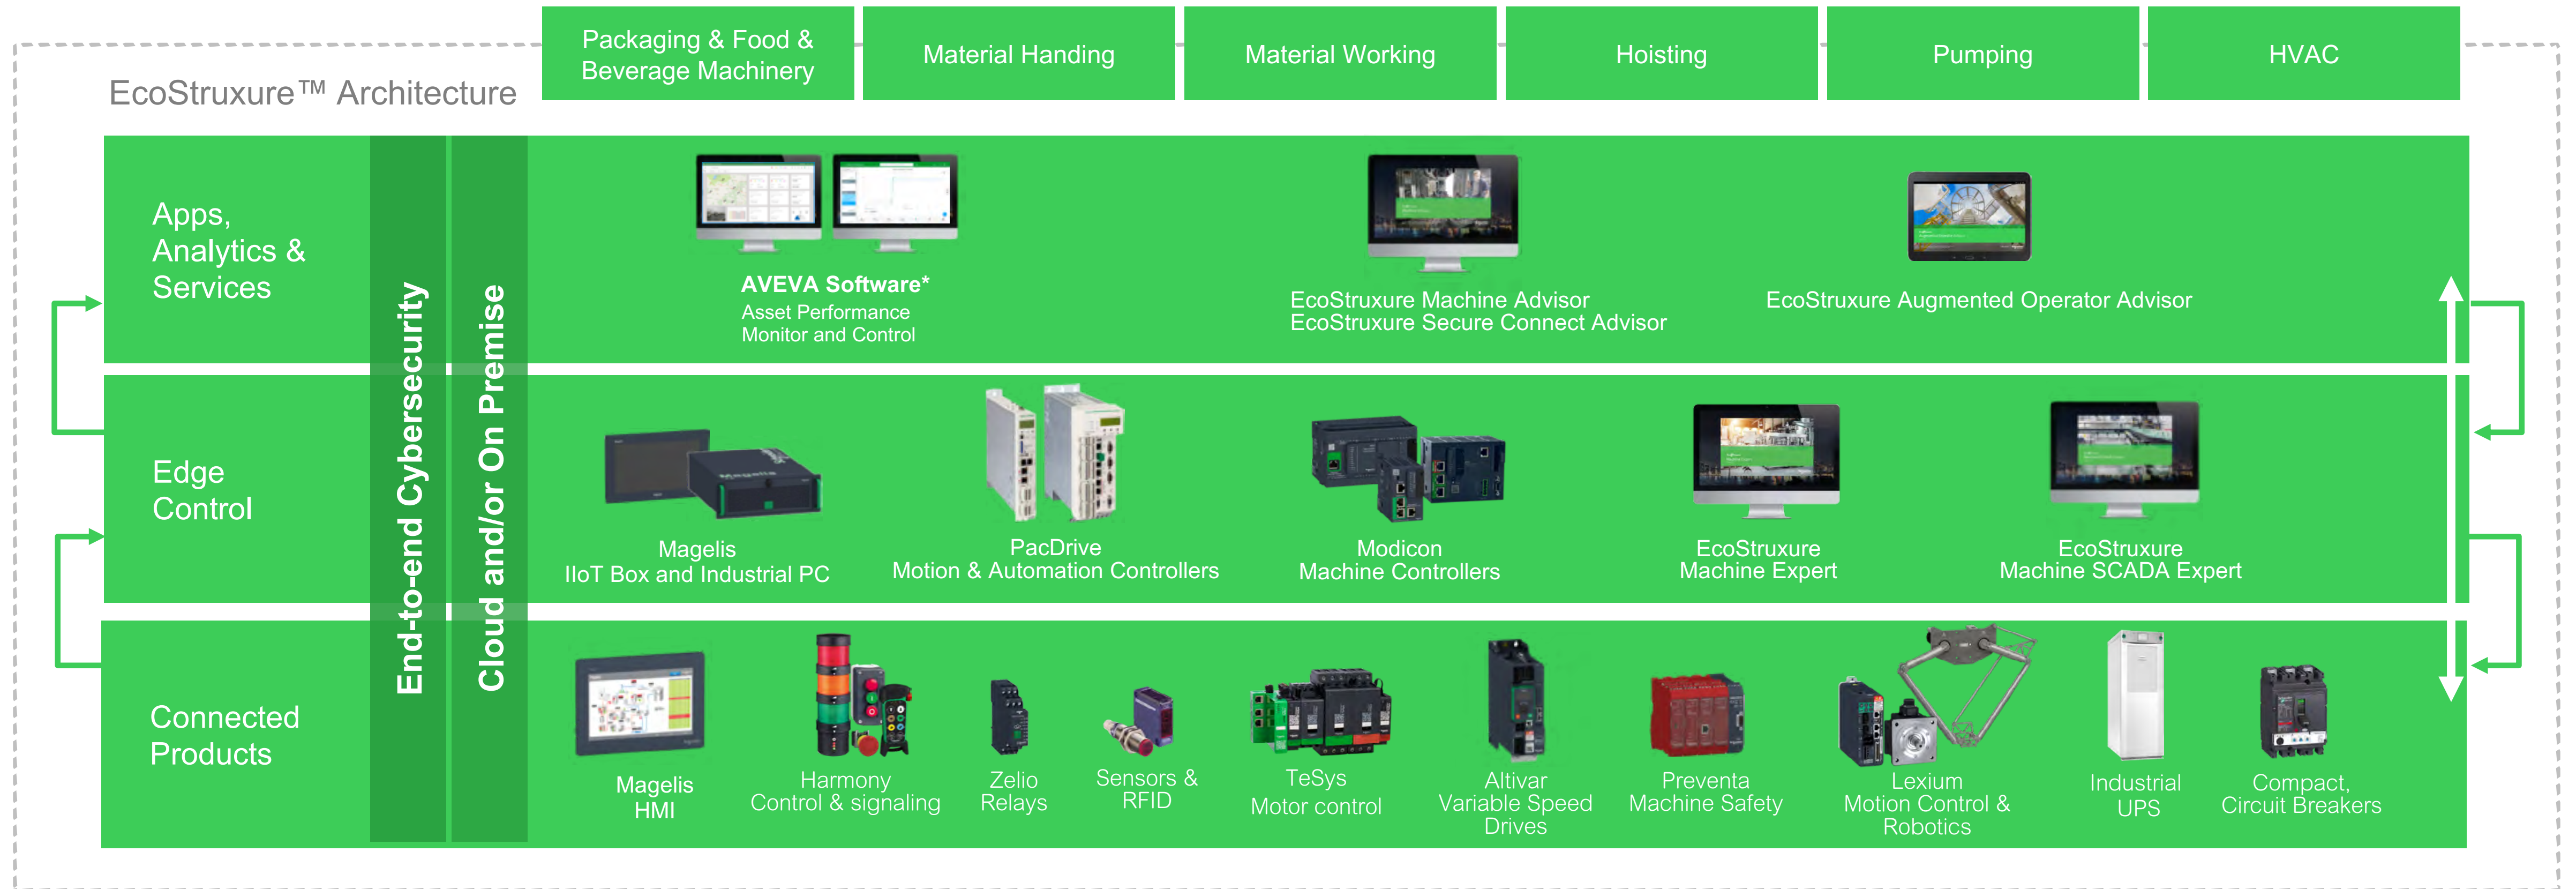 Packaging & Food &
Beverage Machinery
Material Handing
Material Working
Hoisting
Pumping
HVAC
EcoStruxure™ Architecture
Apps,
Analytics &
Services
End-to-end Cybersecurity
Cloud and/or On Premise
AVEVA Software*
Asset Performance
Monitor and Control
EcoStruxure Machine Advisor
EcoStruxure Secure Connect Advisor
EcoStruxure Augmented Operator Advisor
Edge
Control
Magelis
Magelis
IIoT Box and Industrial PC
PacDrive
Motion & Automation Controllers
Modicon
Machine Controllers
EcoStruxure
Machine Expert
EcoStruxure
Machine SCADA Expert
Connected
Products
Magelis
HMI
Harmony
Control & signaling
Zelio
Relays
Sensors &
RFID
TeSys
Motor control
Altivar
Variable Speed
Drives
Preventa
Machine Safety
Lexium
Motion Control &
Robotics
Industrial
UPS
Compact,
Circuit Breakers